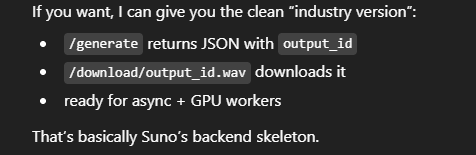 If you want, I can give you the clean “industry version”:
• /generate returns JSON with output_id
• /download/output_id.wav downloads it
• ready for async + GPU workers
That’s basically Suno’s backend skeleton.